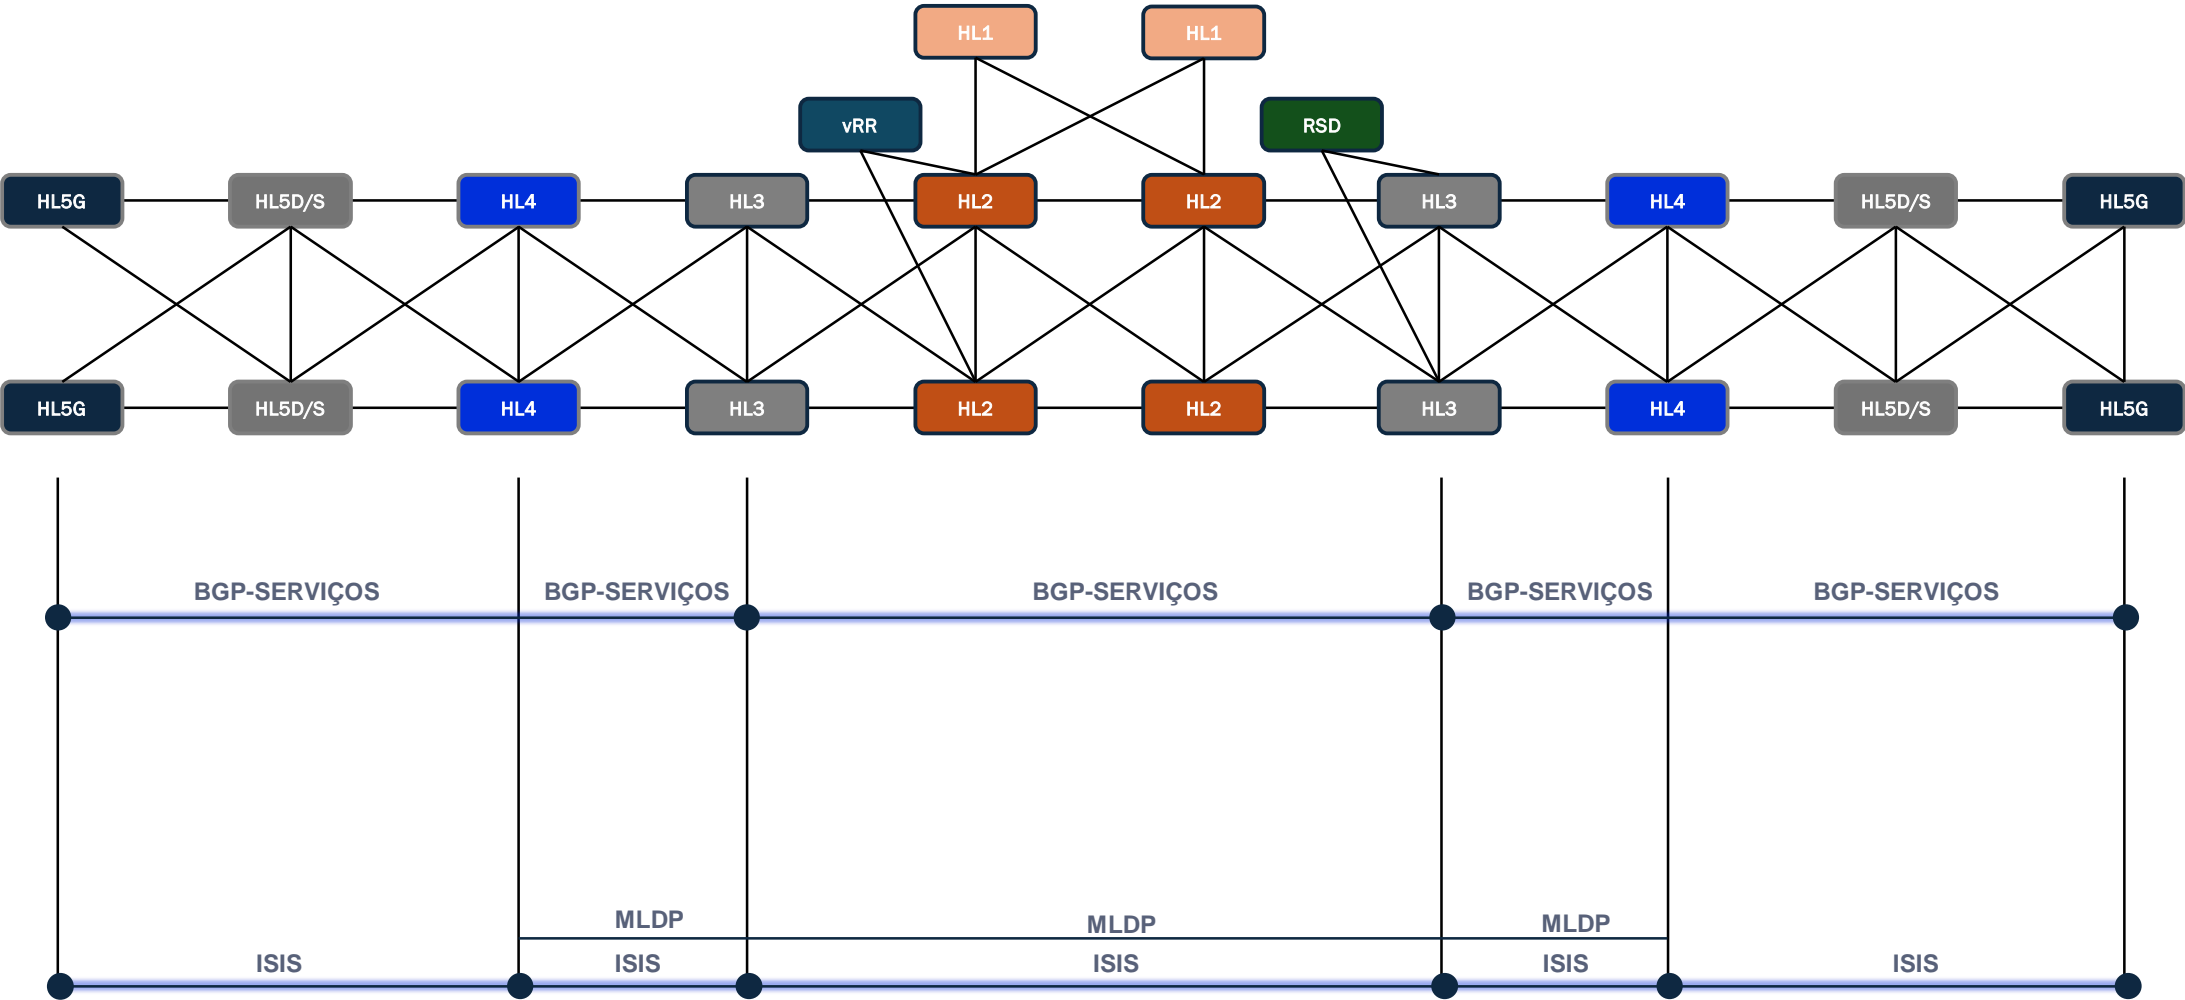 HL1 HL1
vRR RSD
HL5G HL5D/S HL4 HL3 HL2 HL2 HL3 HL4 HL5D/S HL5G
HL5G HL5D/S HL4 HL3 HL2 HL2 HL3 HL4 HL5D/S HL5G
BGP-SERVIÇOS BGP-SERVIÇOS BGP-SERVIÇOS BGP-SERVIÇOS BGP-SERVIÇOS
MLDP MLDP MLDP
ISIS ISIS ISIS ISIS ISIS